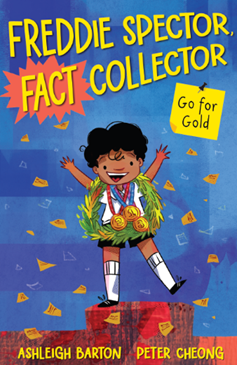 FREDDIE SPECTOR,
FACT COLLECTOR
Go for
Gold
ASHLEIGH BARTON PETER CHEONG